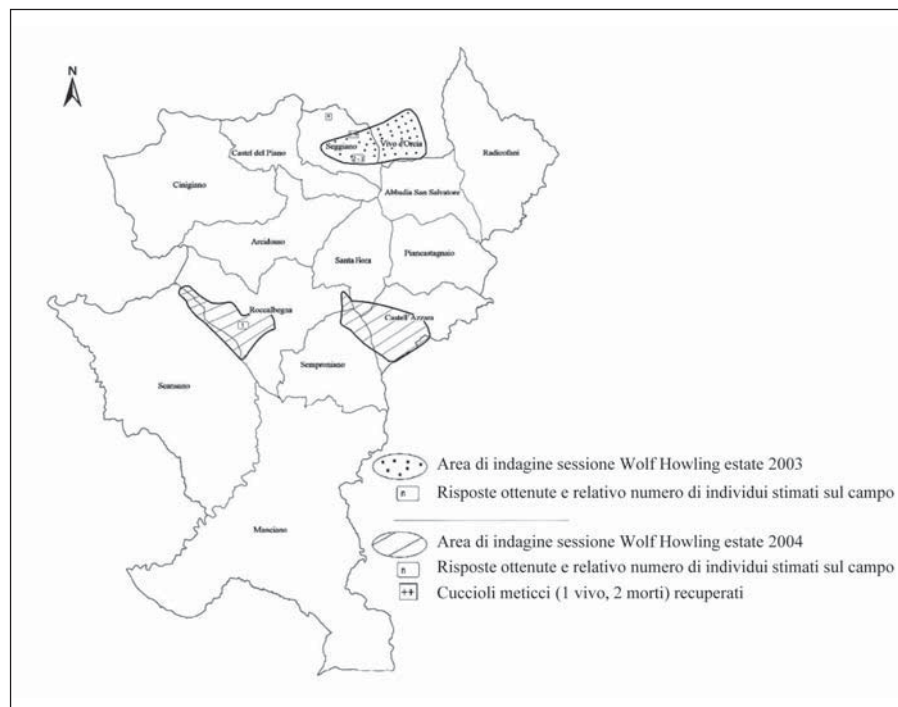 N
Castel del Piano
Seggiano
Vivo d'Orcia
Radicofani
Cinigiano
Abbadia San Salvatore
Arcidosso
Santa Fiora
Piancastagnaio
Roccalbegna
Castell'Azzara
Semproniano
Scansano
Manciano
Area di indagine sessione Wolf Howling estate 2003
n
Risposte ottenute e relativo numero di individui stimati sul campo
Area di indagine sessione Wolf Howling estate 2004
n
Risposte ottenute e relativo numero di individui stimati sul campo
++
Cuccioli meticci (1 vivo, 2 morti) recuperati